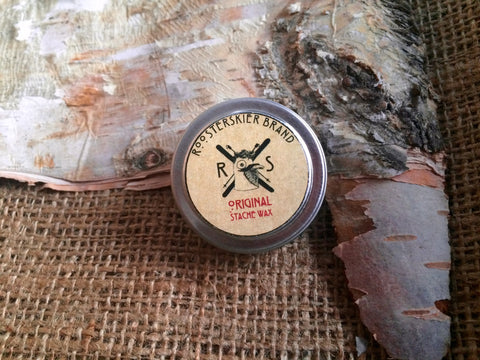 ROOSTERSKIER BRAND
R S
ORIGINAL
STACHE WAX